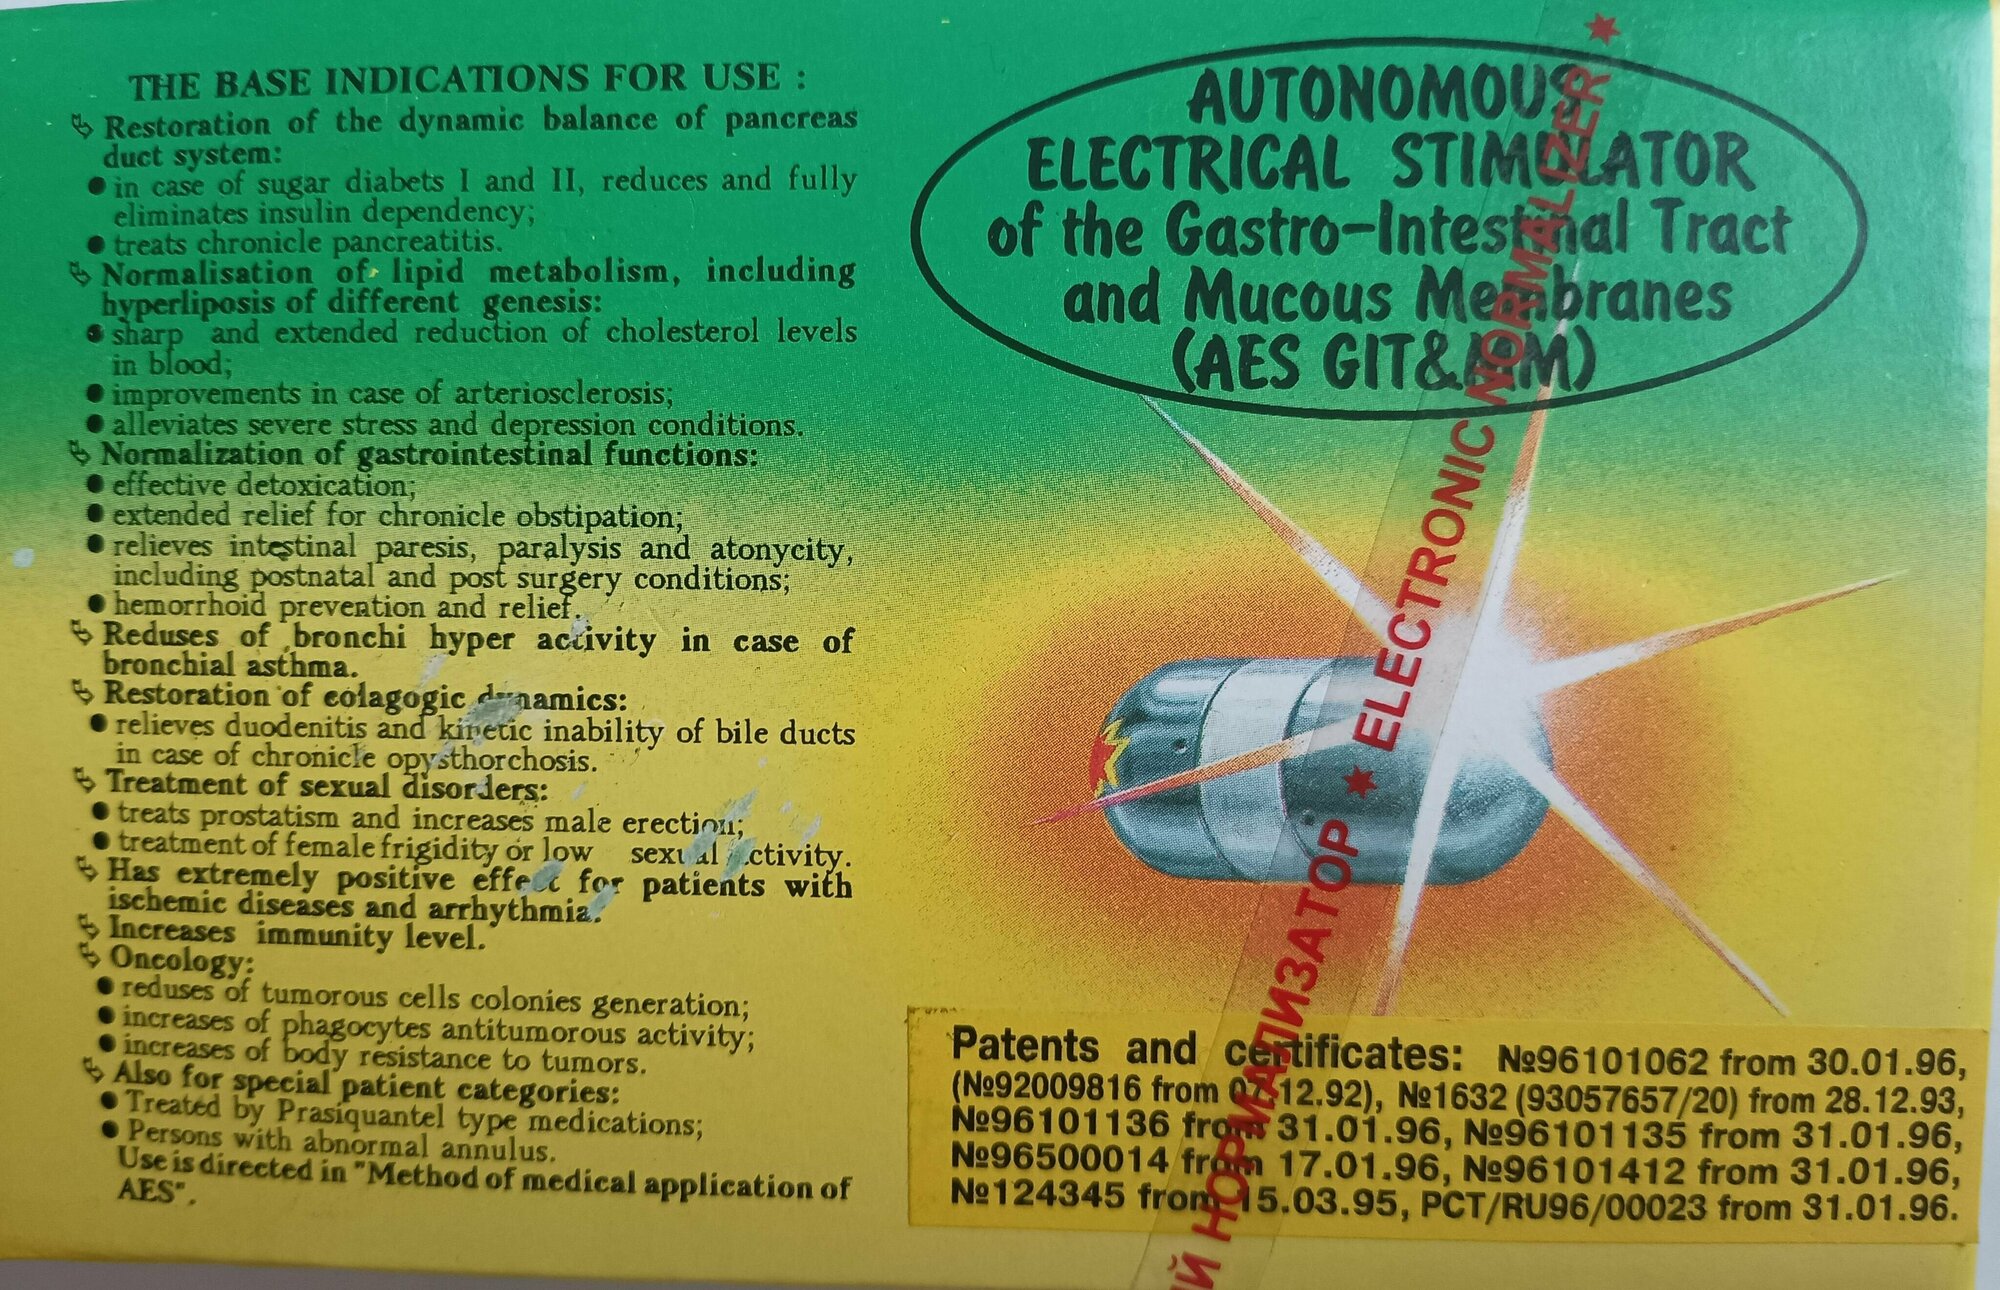 THE BASE INDICATIONS FOR USE :
Restoration of the dynamic balance of pancreas
duct system:
● in case of sugar diabets I and II, reduces and fully
eliminates insulin dependency;
● treats chronicle pancreatitis.
Normalisation of lipid metabolism, including
hyperliposis of different genesis:
● sharp and extended reduction of cholesterol levels
in blood;
● improvements in case of arteriosclerosis;
● alleviates severe stress and depression conditions.
Normalization of gastrointestinal functions:
● effective detoxication;
● extended relief for chronicle obstipation;
● relieves intestinal paresis, paralysis and atonycity,
including postnatal and post surgery conditions;
● hemorrhoid prevention and relief.
Reduses of bronchi hyper activity in case of
bronchial asthma.
Restoration of colagogic dynamics:
● relieves duodenitis and kinetic inability of bile ducts
in case of chronicle opysthorchosis.
Treatment of sexual disorders:
● treats prostatism and increases male erection;
● treatment of female frigidity or low sexual activity.
Has extremely positive effect for patients with
ischemic diseases and arrhythmia.
Increases immunity level.
Oncology:
● reduses of tumorous cells colonies generation;
● increases of phagocytes antitumorous activity;
● increases of body resistance to tumors.
Also for special patient categories:
● Treated by Prasiquantel type medications;
● Persons with abnormal annulus.
Use is directed in "Method of medical application of
AES".
AUTONOMOUS
ELECTRICAL STIMULATOR
of the Gastro-Intestinal Tract
and Mucous Membranes
(AES GIT&MM)
ИЙ НОРМАЛИЗАТОР ★ ELECTRONIC NORMALIZER ★
Patents and certificates: №96101062 from 30.01.96,
(№92009816 from 07.12.92), №1632 (93057657/20) from 28.12.93,
№96101136 from 31.01.96, №96101135 from 31.01.96,
№96500014 from 17.01.96, №96101412 from 31.01.96,
№124345 from 15.03.95, PCT/RU96/00023 from 31.01.96.